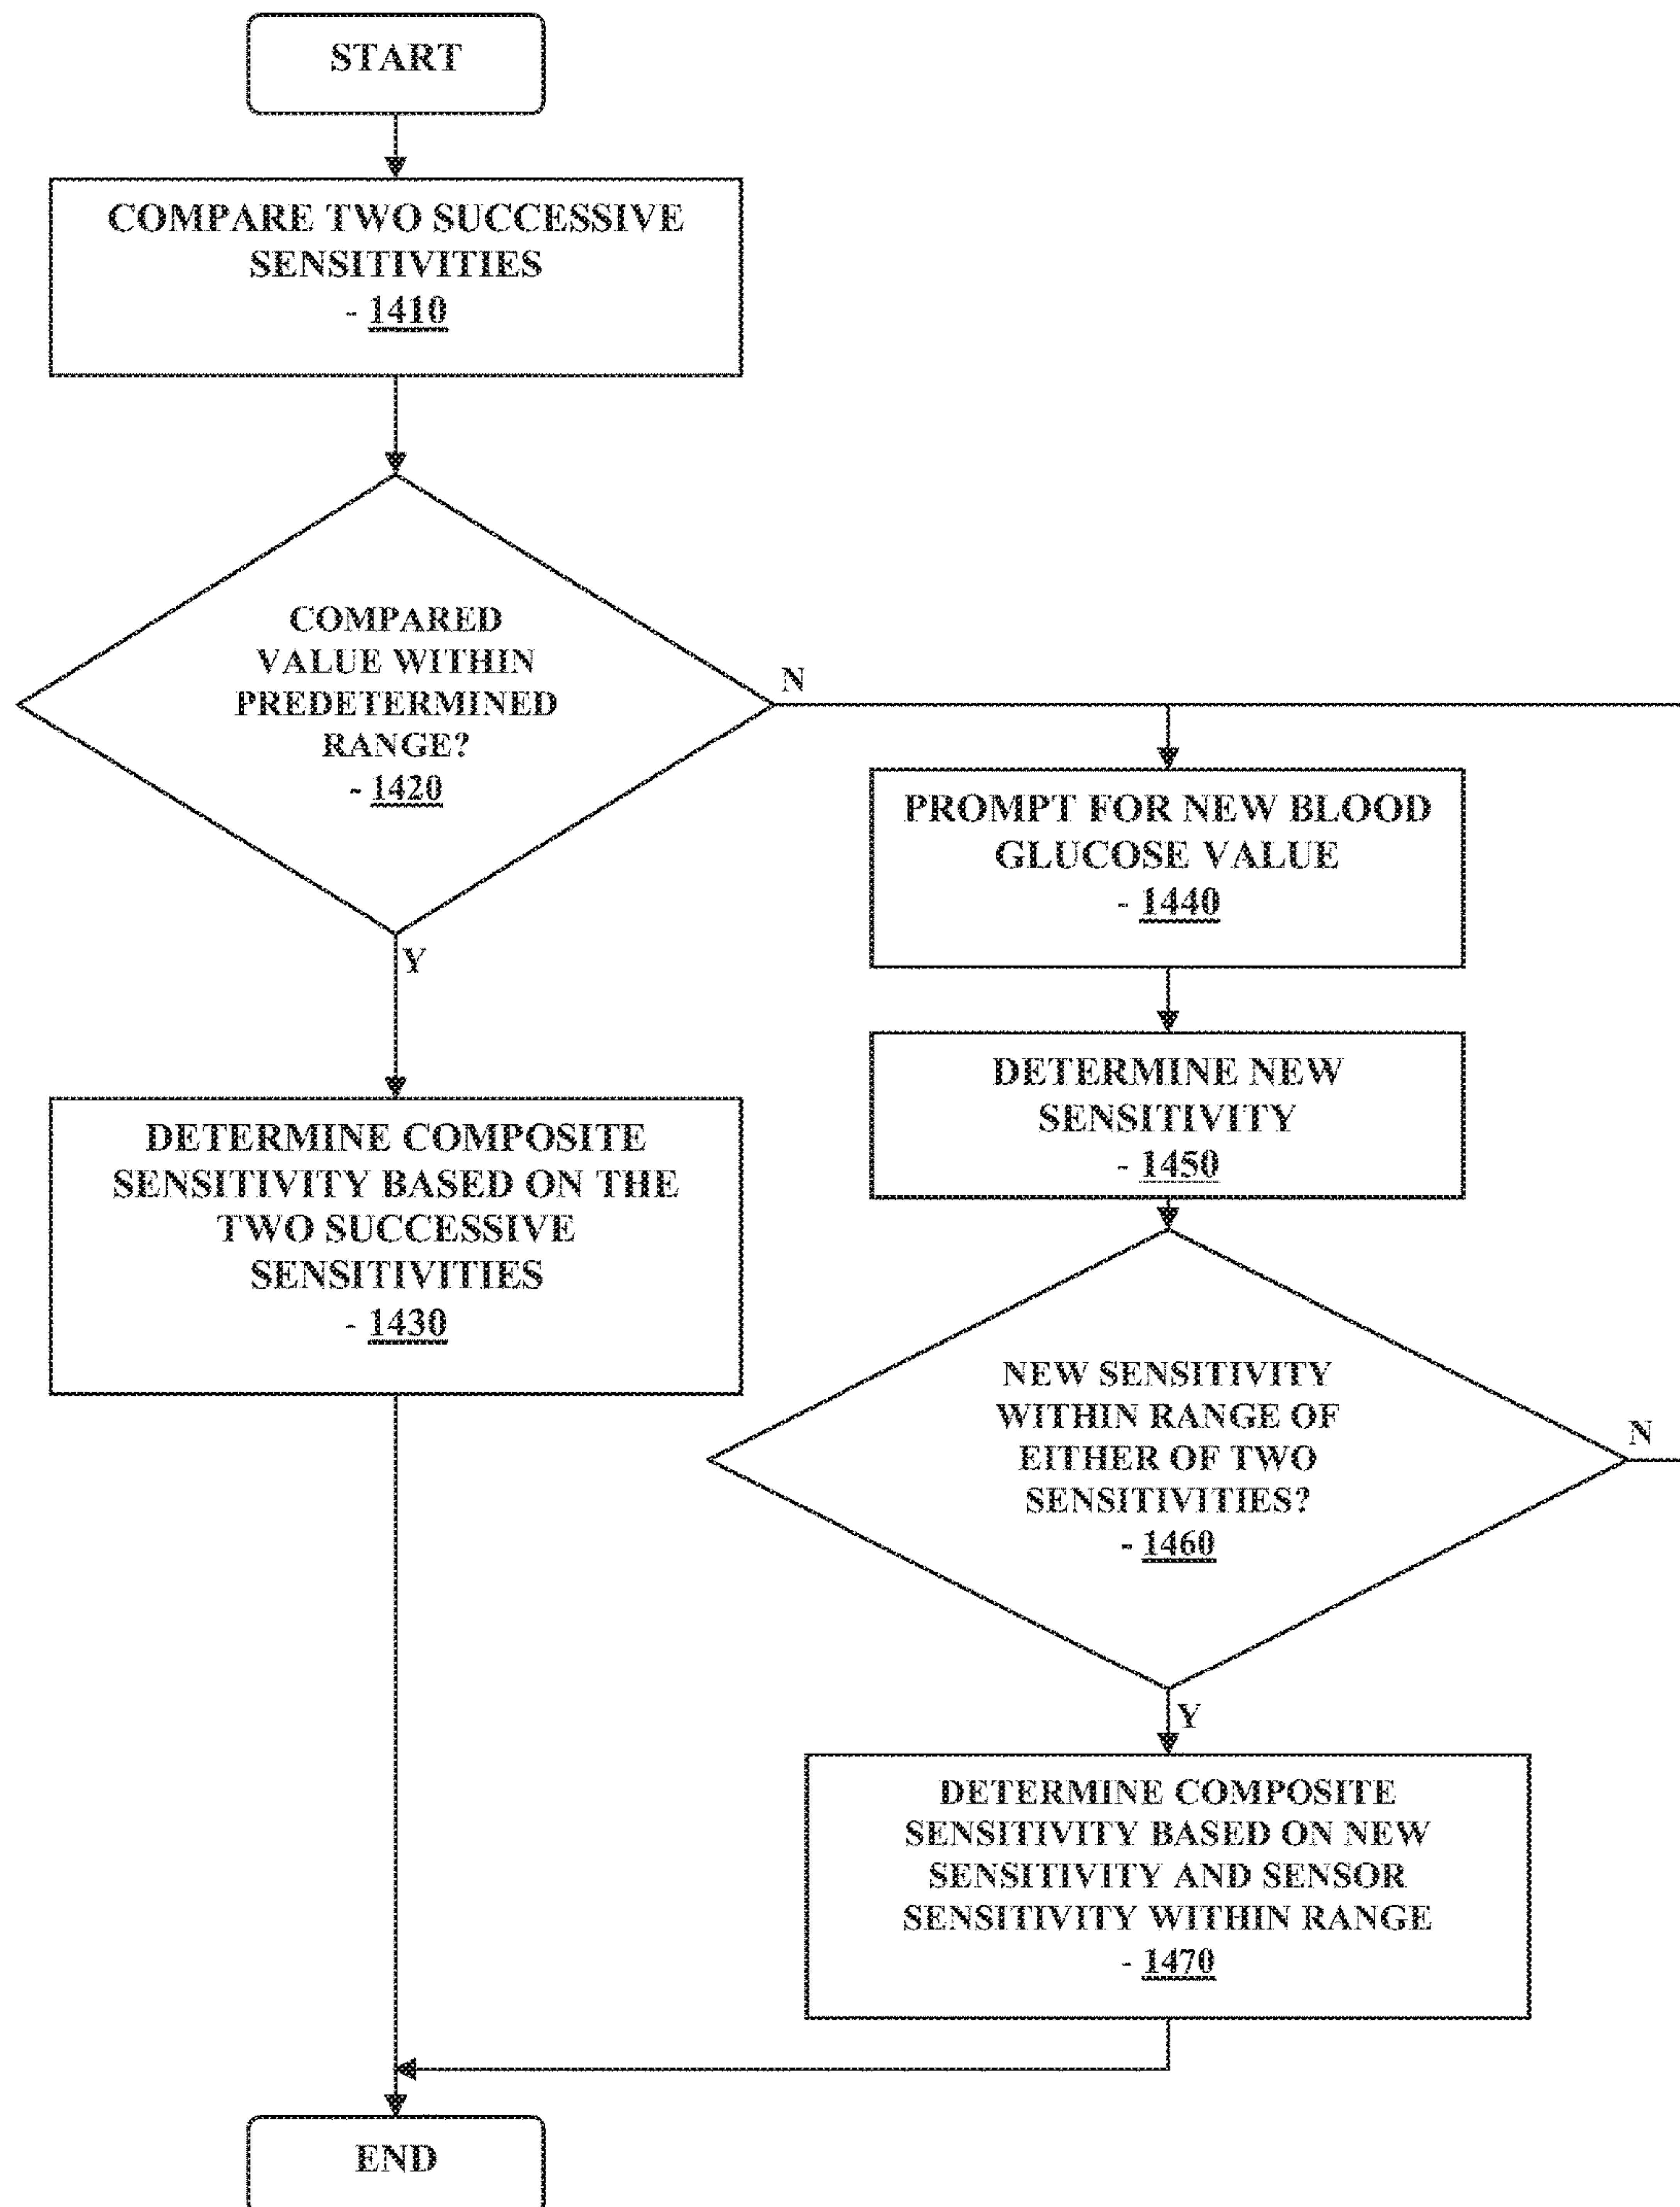 START
COMPARE TWO SUCCESSIVE
SENSITIVITIES
- 1410
COMPARED
VALUE WITHIN
PREDETERMINED
RANGE?
- 1420
N
Y
PROMPT FOR NEW BLOOD
GLUCOSE VALUE
- 1440
DETERMINE NEW
SENSITIVITY
- 1450
DETERMINE COMPOSITE
SENSITIVITY BASED ON THE
TWO SUCCESSIVE
SENSITIVITIES
- 1430
NEW SENSITIVITY
WITHIN RANGE OF
EITHER OF TWO
SENSITIVITIES?
- 1460
N
Y
DETERMINE COMPOSITE
SENSITIVITY BASED ON NEW
SENSITIVITY AND SENSOR
SENSITIVITY WITHIN RANGE
- 1470
END